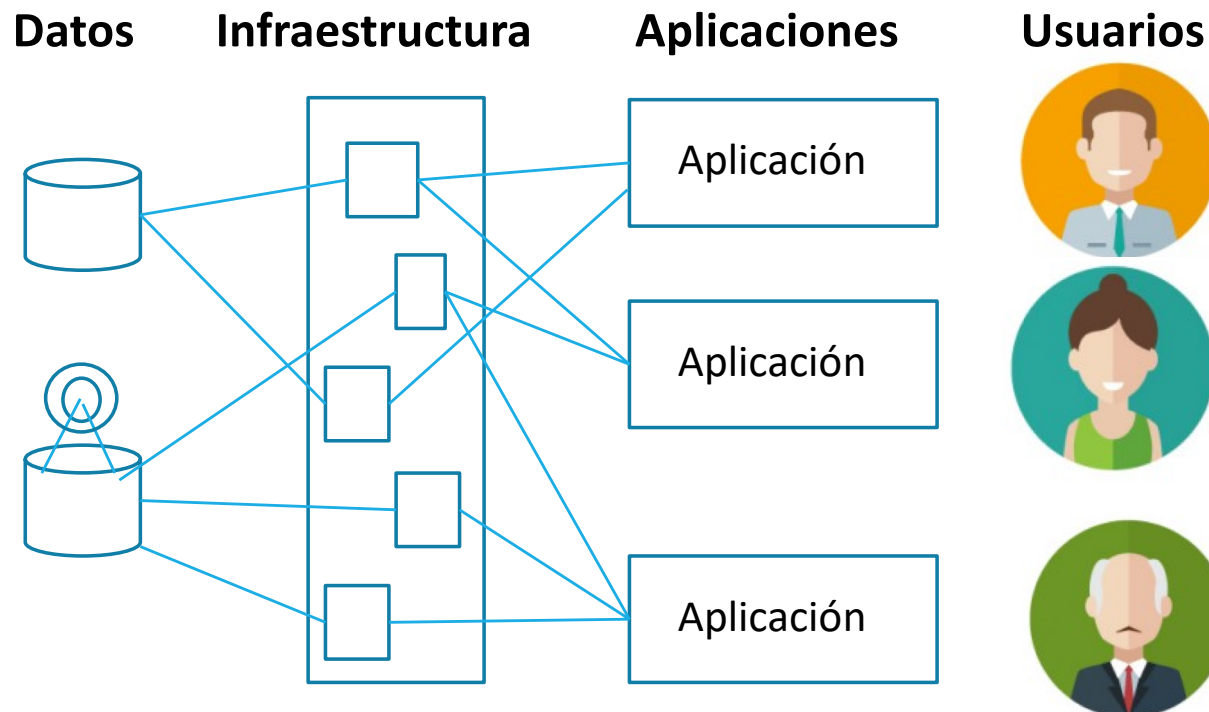 Datos Infraestructura Aplicaciones Usuarios
Aplicación
Aplicación
Aplicación